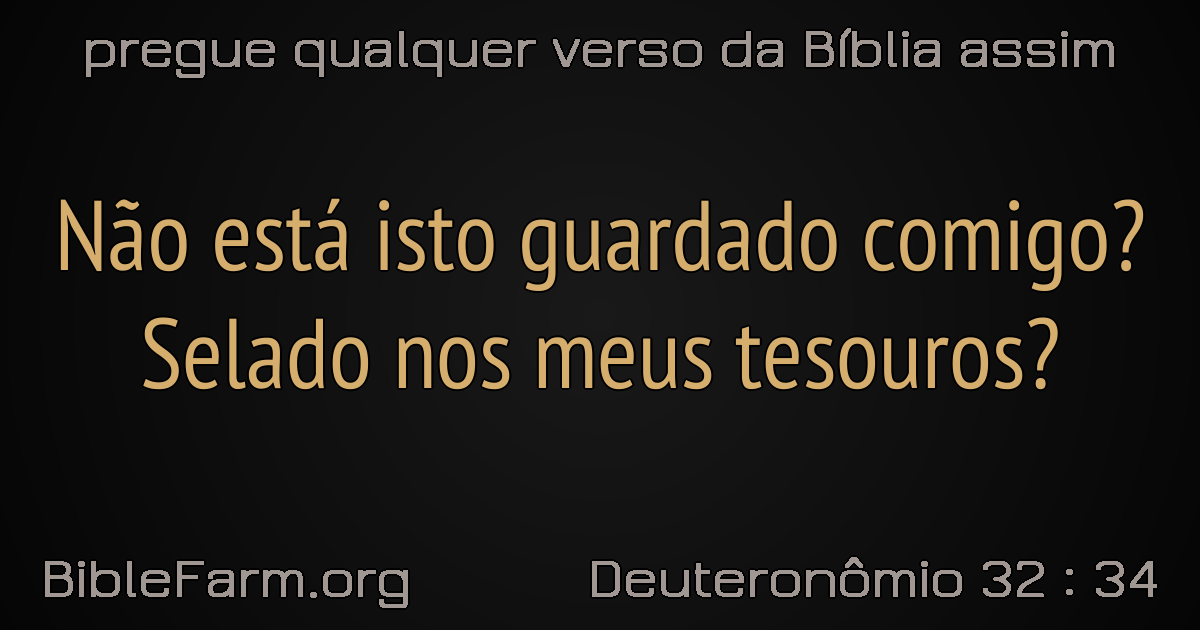 pregue qualquer verso da Bíblia assim
Não está isto guardado comigo?
Selado nos meus tesouros?
BibleFarm.org
Deuteronômio 32 : 34